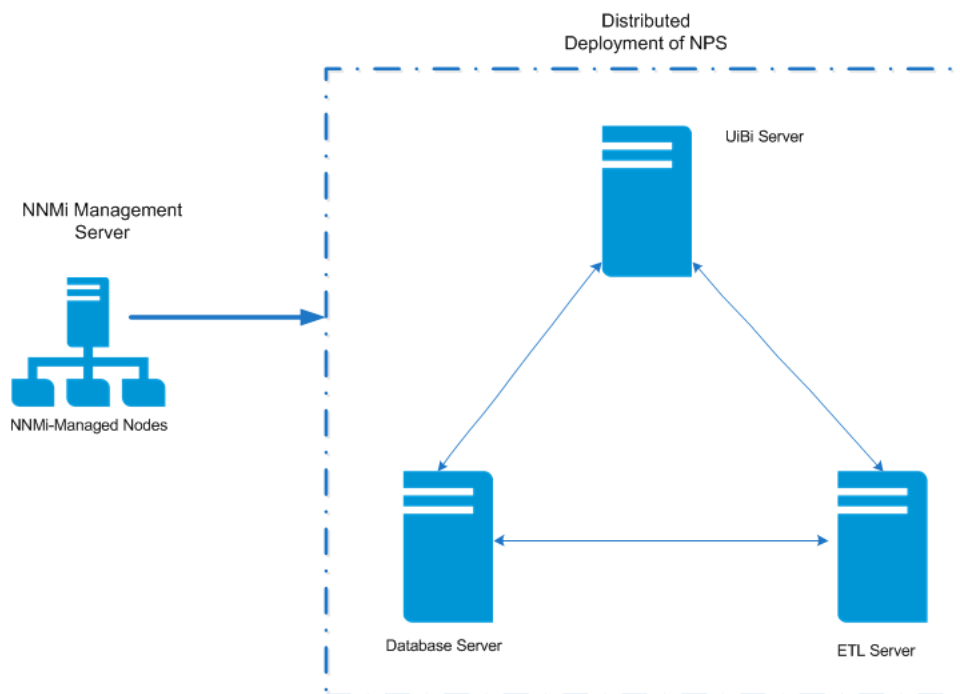 Distributed
Deployment of NPS
UiBi Server
NNMi Management
Server
NNMi-Managed Nodes
Database Server
ETL Server